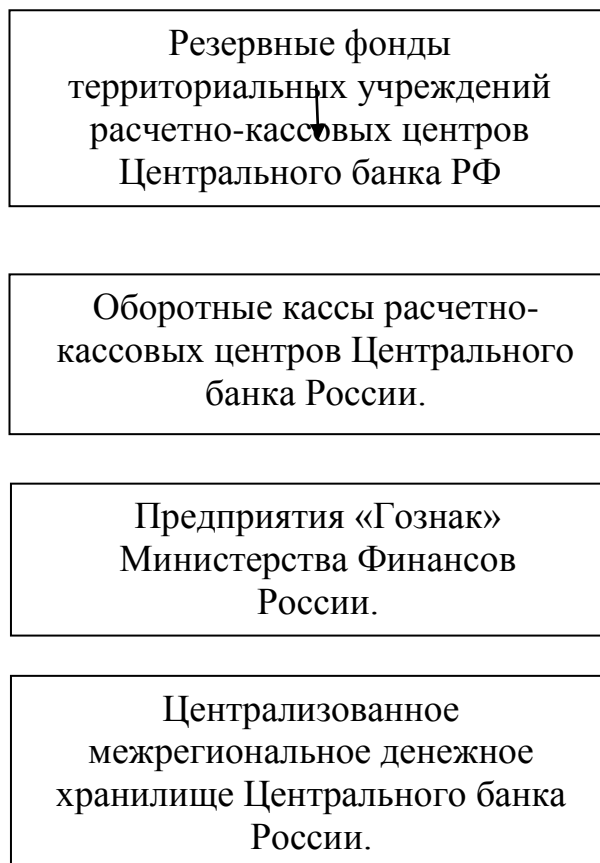 Резервные фонды
территориальных учреждений
расчетно-кассовых центров
Центрального банка РФ
Оборотные кассы расчетно-
кассовых центров Центрального
банка России.
Предприятия «Гознак»
Министерства Финансов
России.
Централизованное
межрегиональное денежное
хранилище Центрального банка
России.